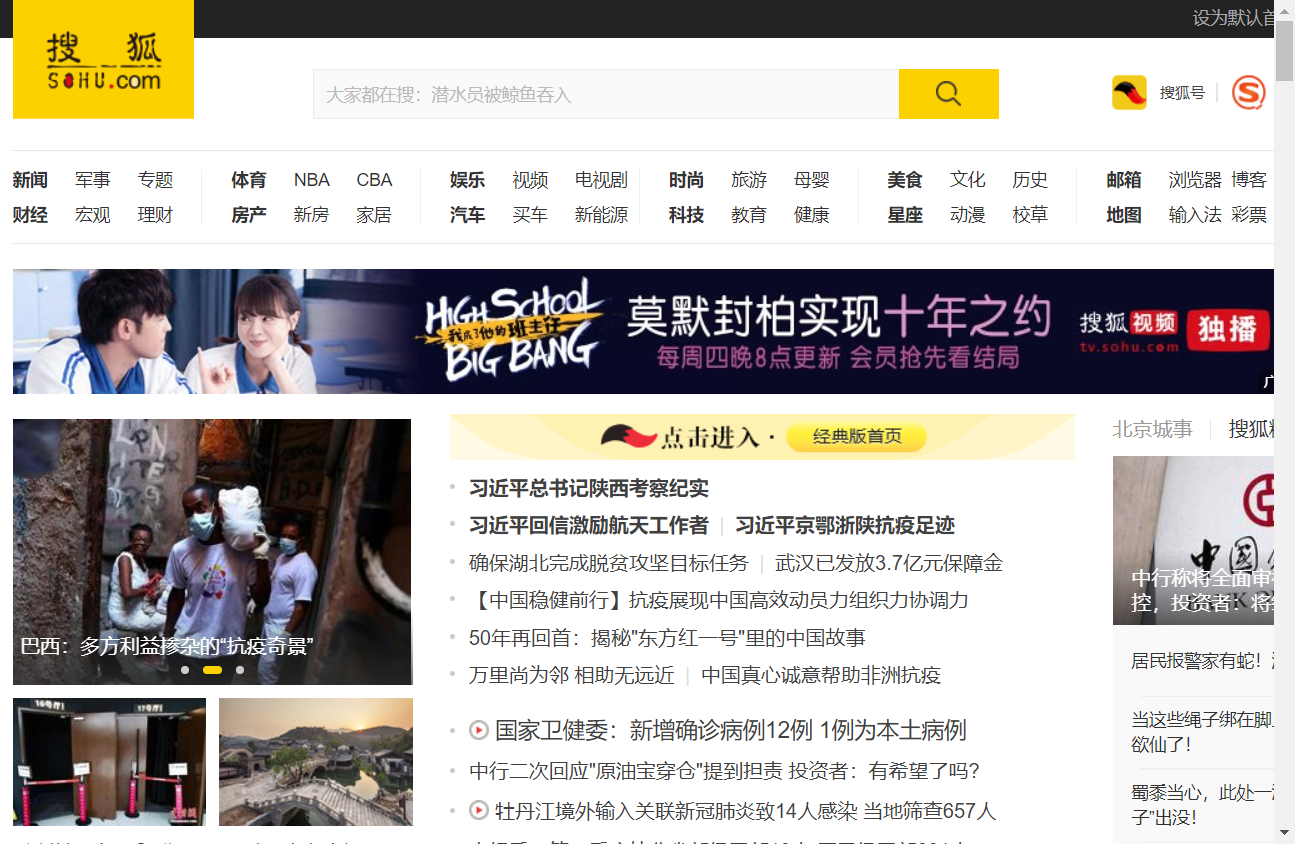 设为默认首
搜 狐
SOHU.com
大家都在搜：潜水员被鲸鱼吞入
搜狐号
新闻 军事 专题 体育 NBA CBA 娱乐 视频 电视剧 时尚 旅游 母婴 美食 文化 历史 邮箱 浏览器 博客
财经 宏观 理财 房产 新房 家居 汽车 买车 新能源 科技 教育 健康 星座 动漫 校草 地图 输入法 彩票
HIGH SCHOOL
我成了他的班主任
BIG BANG
莫默封柏实现十年之约
每周四晚8点更新 会员抢先看结局
搜狐视频
tv.sohu.com
独播
巴西：多方利益掺杂的“抗疫奇景”
16号厅
17号厅
点击进入·
经典版首页
习近平总书记陕西考察纪实
习近平回信激励航天工作者 | 习近平京鄂浙陕抗疫足迹
确保湖北完成脱贫攻坚目标任务 | 武汉已发放3.7亿元保障金
【中国稳健前行】抗疫展现中国高效动员力组织力协调力
50年再回首：揭秘"东方红一号"里的中国故事
万里尚为邻 相助无远近 | 中国真心诚意帮助非洲抗疫
国家卫健委：新增确诊病例12例 1例为本土病例
中行二次回应"原油宝穿仓"提到担责 投资者：有希望了吗?
牡丹江境外输入关联新冠肺炎致14人感染 当地筛查657人
北京城事 | 搜狐
中国
中行称将全面审
控，投资者：将
居民报警家有蛇！
当这些绳子绑在脚
欲仙了！
蜀黍当心，此处一
子”出没！